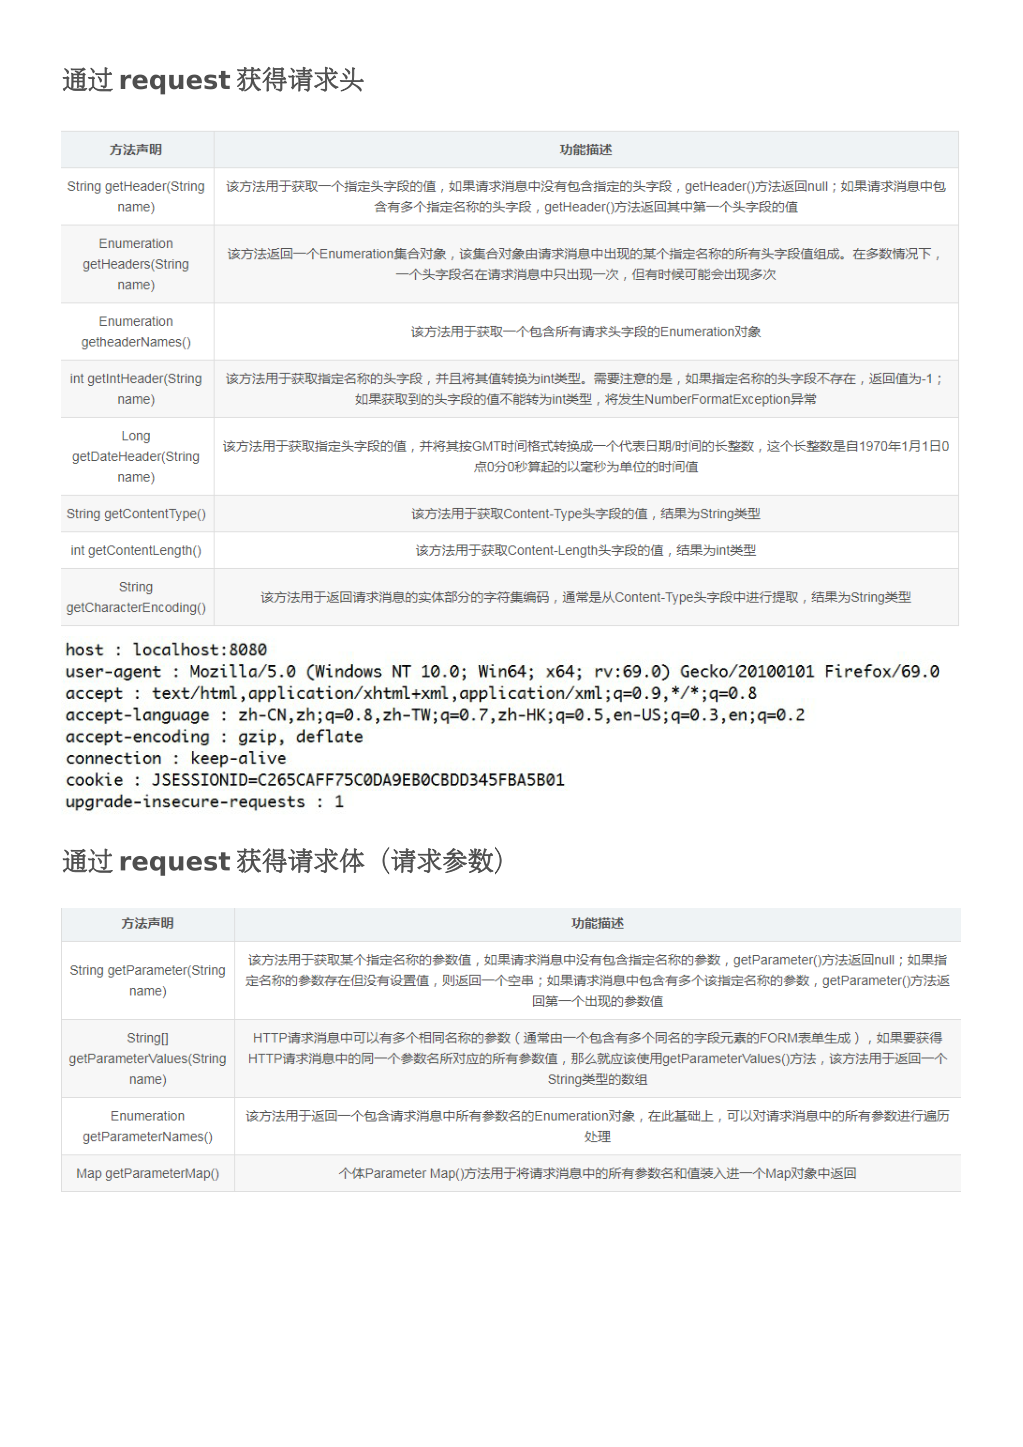 通过 request 获得请求头
方法声明
功能描述
String getHeader(String
name)
该方法用于获取一个指定头字段的值，如果请求消息中没有包含指定的头字段，getHeader()方法返回null；如果请求消息中包
含有多个指定名称的头字段，getHeader()方法返回其中第一个头字段的值
Enumeration
getHeaders(String
name)
该方法返回一个Enumeration集合对象，该集合对象由请求消息中出现的某个指定名称的所有头字段值组成。在多数情况下，
一个头字段名在请求消息中只出现一次，但有时候可能会出现多次
Enumeration
getheaderNames()
该方法用于获取一个包含所有请求头字段的Enumeration对象
int getIntHeader(String
name)
该方法用于获取指定名称的头字段，并且将其值转换为int类型。需要注意的是，如果指定名称的头字段不存在，返回值为-1；
如果获取到的头字段的值不能转为int类型，将发生NumberFormatException异常
Long
getDateHeader(String
name)
该方法用于获取指定头字段的值，并将其按GMT时间格式转换成一个代表日期/时间的长整数，这个长整数是自1970年1月1日0
点0分0秒算起的以毫秒为单位的时间值
String getContentType()
该方法用于获取Content-Type头字段的值，结果为String类型
int getContentLength()
该方法用于获取Content-Length头字段的值，结果为int类型
String
getCharacterEncoding()
该方法用于返回请求消息的实体部分的字符集编码，通常是从Content-Type头字段中进行提取，结果为String类型
host : localhost:8080
user-agent : Mozilla/5.0 (Windows NT 10.0; Win64; x64; rv:69.0) Gecko/20100101 Firefox/69.0
accept : text/html,application/xhtml+xml,application/xml;q=0.9,*/*;q=0.8
accept-language : zh-CN,zh;q=0.8,zh-TW;q=0.7,zh-HK;q=0.5,en-US;q=0.3,en;q=0.2
accept-encoding : gzip, deflate
connection : keep-alive
cookie : JSESSIONID=C265CAFF75C0DA9EB0CBDD345FBA5B01
upgrade-insecure-requests : 1
通过 request 获得请求体（请求参数）
方法声明
功能描述
String getParameter(String
name)
该方法用于获取某个指定名称的参数值，如果请求消息中没有包含指定名称的参数，getParameter()方法返回null；如果指
定名称的参数存在但没有设置值，则返回一个空串；如果请求消息中包含有多个该指定名称的参数，getParameter()方法返
回第一个出现的参数值
String[]
getParameterValues(String
name)
HTTP请求消息中可以有多个相同名称的参数（通常由一个包含有多个同名的字段元素的FORM表单生成），如果要获得
HTTP请求消息中的同一个参数名所对应的所有参数值，那么就应该使用getParameterValues()方法，该方法用于返回一个
String类型的数组
Enumeration
getParameterNames()
该方法用于返回一个包含请求消息中所有参数名的Enumeration对象，在此基础上，可以对请求消息中的所有参数进行遍历
处理
Map getParameterMap()
个体Parameter Map()方法用于将请求消息中的所有参数名和值装入进一个Map对象中返回